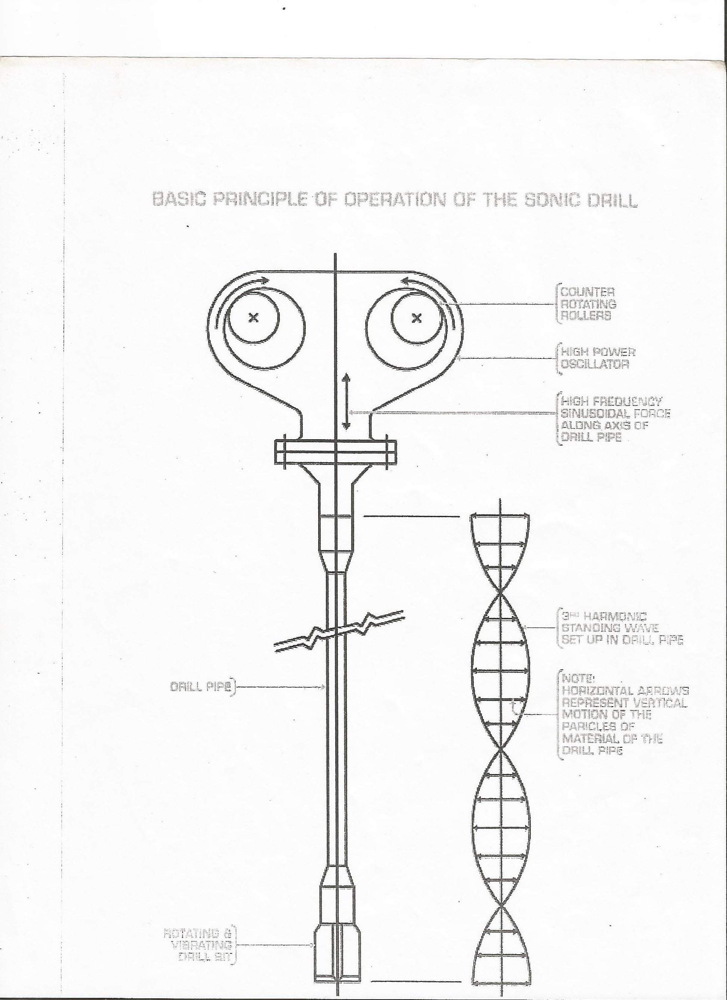 BASIC PRINCIPLE OF OPERATION OF THE SONIC DRILL
COUNTER
ROTATING
ROLLERS
HIGH POWER
OSCILLATOR
HIGH FREQUENCY
SINUSOIDAL FORCE
ALONG AXIS OF
DRILL PIPE
3RD HARMONIC
STANDING WAVE
SET UP IN DRILL PIPE
NOTE:
HORIZONTAL ARROWS
REPRESENT VERTICAL
MOTION OF THE
PARICLES OF
MATERIAL OF THE
DRILL PIPE
DRILL PIPE
ROTATING &
VIBRATING
DRILL BIT